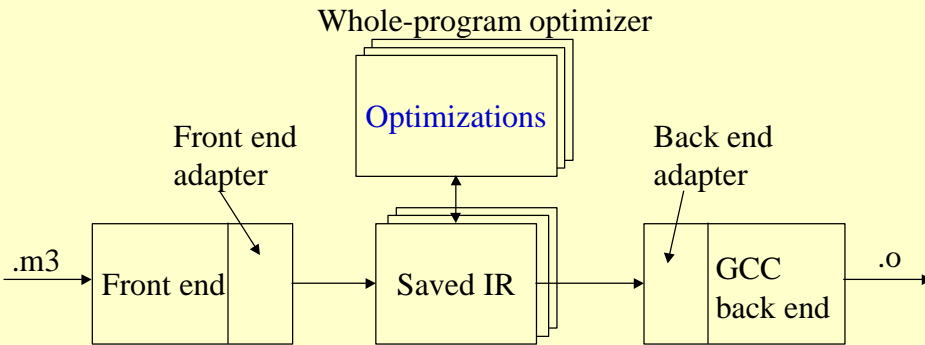 Whole-program optimizer
Optimizations
Front end
adapter
Back end
adapter
.m3
Front end
Saved IR
GCC
back end
.o